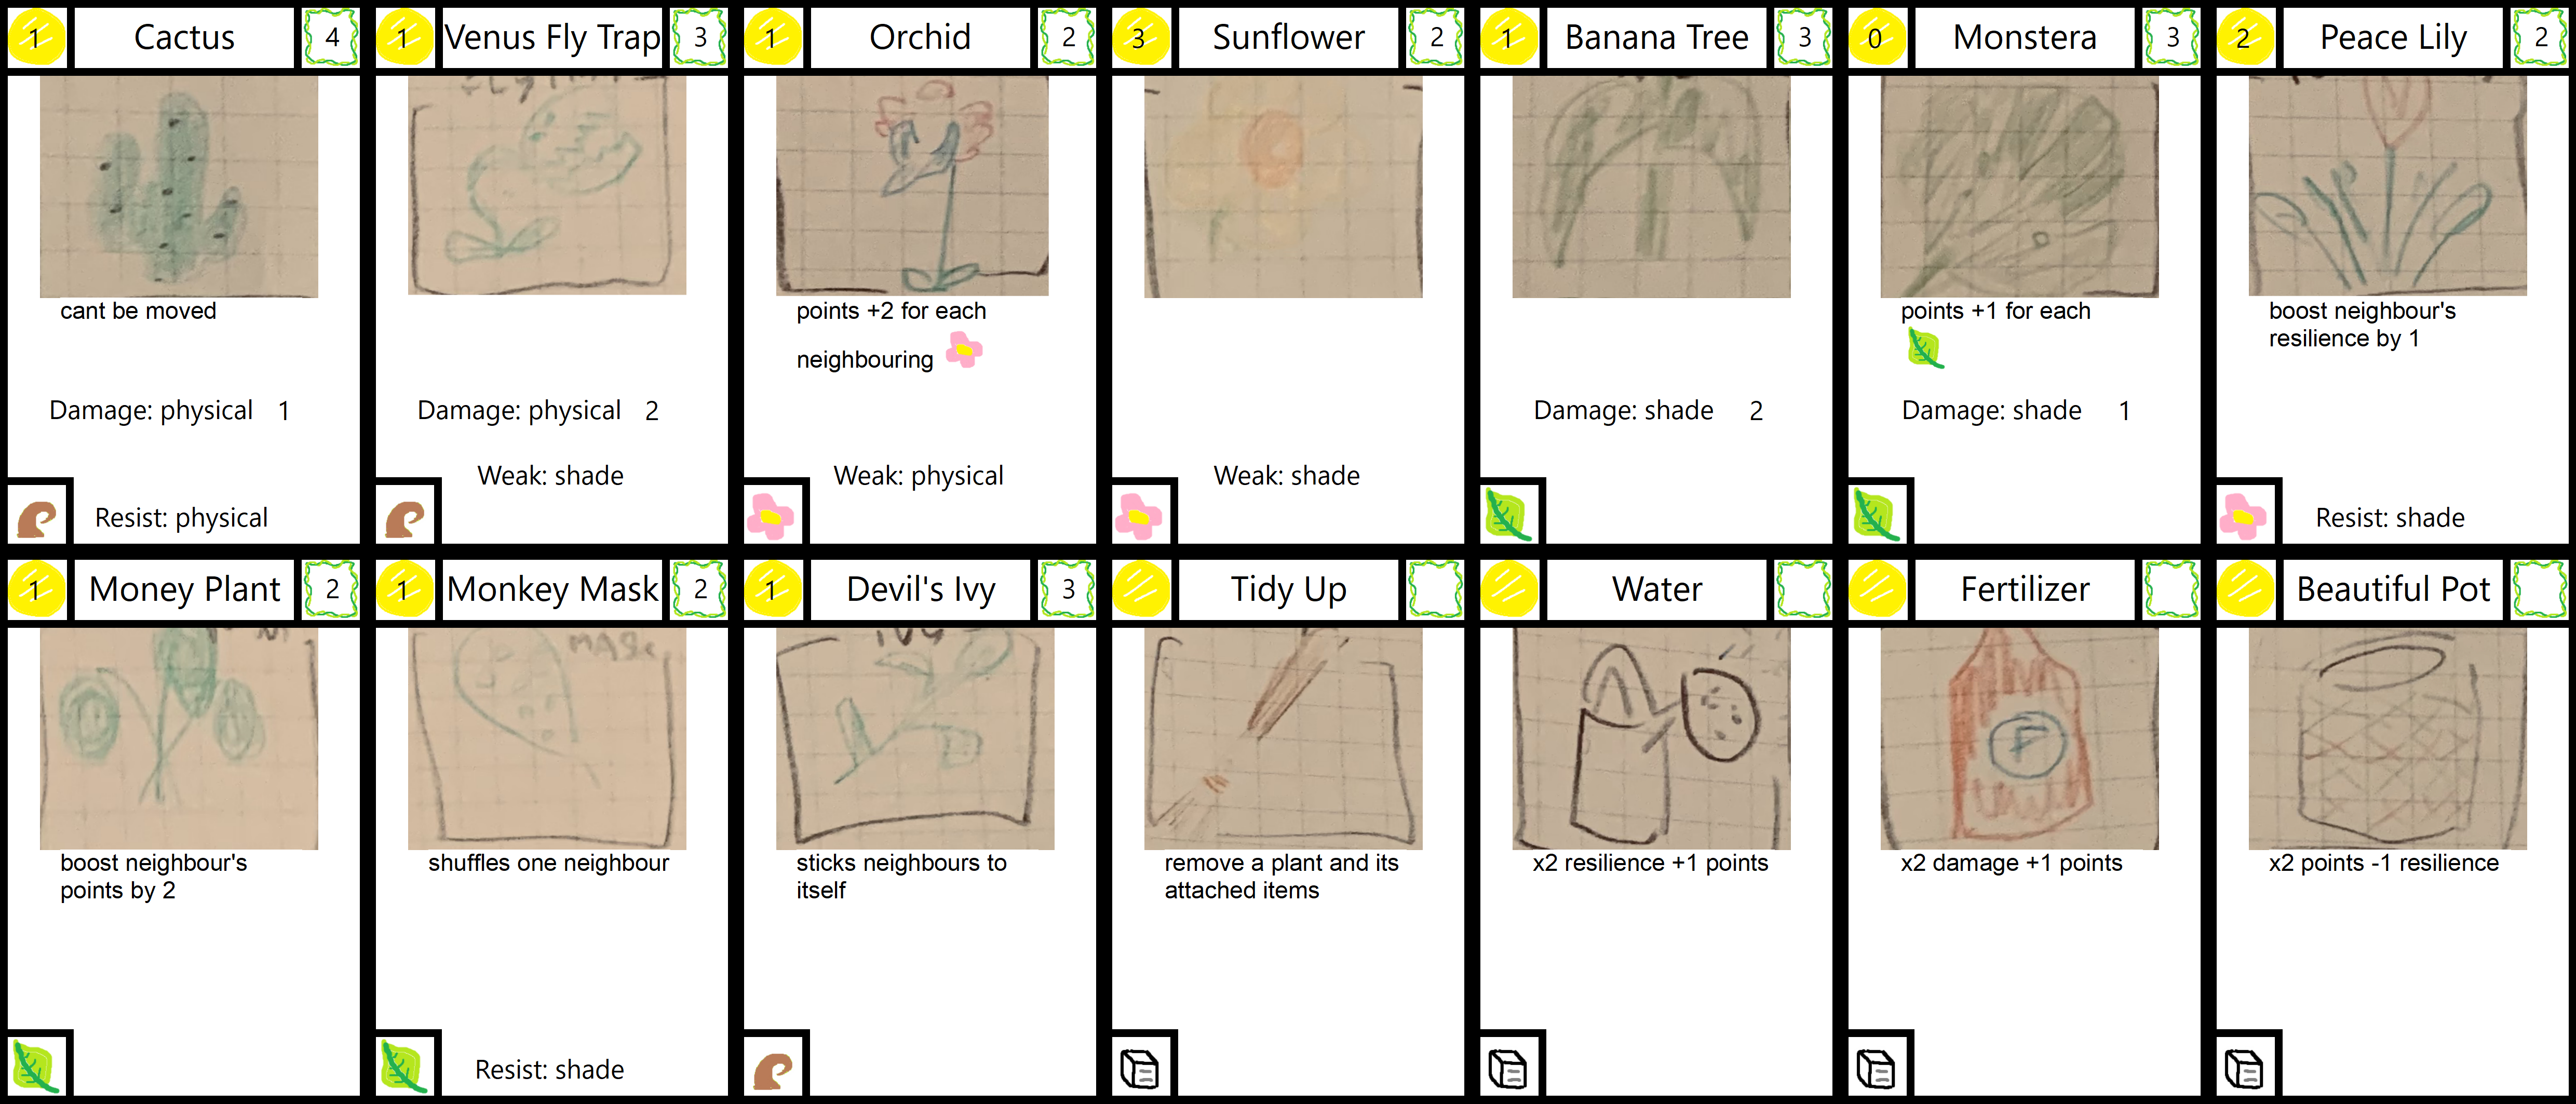 1 Cactus 4
cant be moved
Damage: physical 1
Resist: physical
1 Venus Fly Trap 3
Damage: physical 2
Weak: shade
1 Orchid 2
points +2 for each
neighbouring
Weak: physical
3 Sunflower 2
Weak: shade
1 Banana Tree 3
Damage: shade 2
0 Monstera 3
points +1 for each
Damage: shade 1
2 Peace Lily 2
boost neighbour's
resilience by 1
Resist: shade
1 Money Plant 2
boost neighbour's
points by 2
1 Monkey Mask 2
MASK
shuffles one neighbour
Resist: shade
1 Devil's Ivy 3
IVY
sticks neighbours to
itself
Tidy Up
remove a plant and its
attached items
Water
x2 resilience +1 points
Fertilizer
F
x2 damage +1 points
Beautiful Pot
x2 points -1 resilience